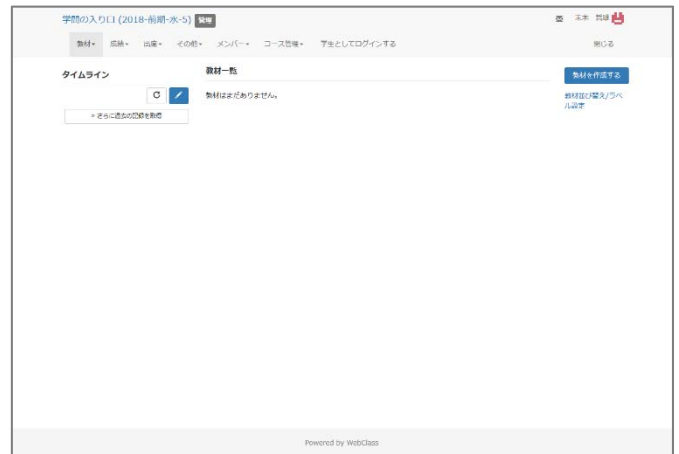 学問の入り口 (2018-前期-水-5) 管理
教材 成績 出席 その他 メンバー コース管理 学生としてログインする 閉じる
タイムライン
» さらに過去の記録を取得
教材一覧
教材はまだありません。
教材を作成する
教材並び替え/ラベ
ル設定
Powered by WebClass